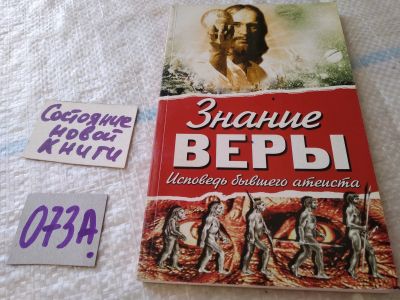 Состояние
новой
книги
073А.
Знание
ВЕРЫ
Исповедь бывшего атеиста